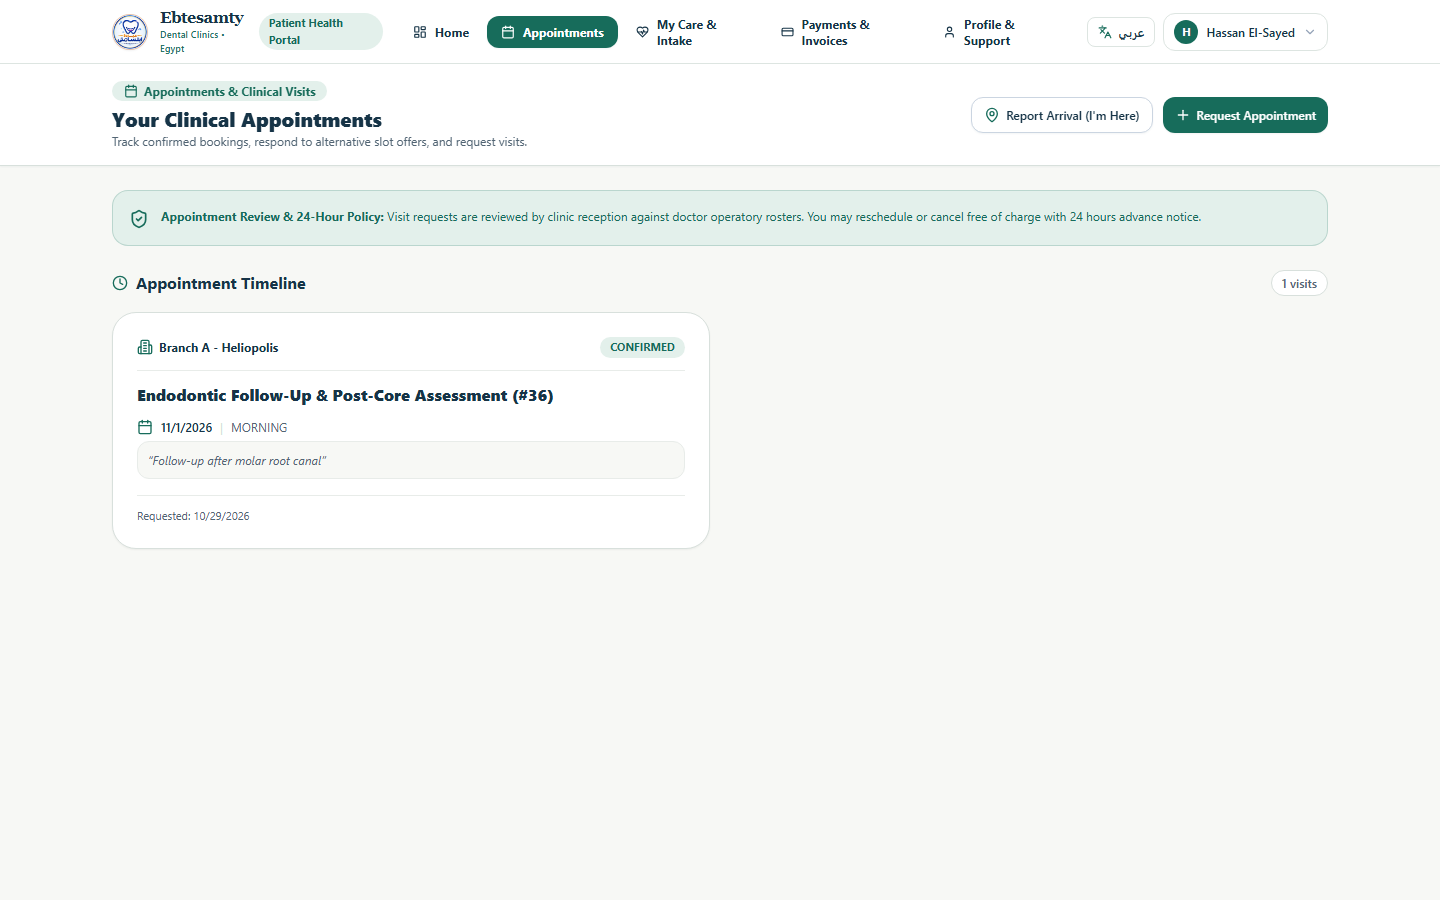 Ebtesamty
Dental Clinics •
Egypt
Patient Health
Portal
Home
Appointments
My Care &
Intake
Payments &
Invoices
Profile &
Support
عربي
H
Hassan El-Sayed
Appointments & Clinical Visits
Your Clinical Appointments
Track confirmed bookings, respond to alternative slot offers, and request visits.
Report Arrival (I'm Here)
Request Appointment
Appointment Review & 24-Hour Policy: Visit requests are reviewed by clinic reception against doctor operatory rosters. You may reschedule or cancel free of charge with 24 hours advance notice.
Appointment Timeline
1 visits
Branch A - Heliopolis
CONFIRMED
Endodontic Follow-Up & Post-Core Assessment (#36)
11/1/2026 | MORNING
"Follow-up after molar root canal"
Requested: 10/29/2026